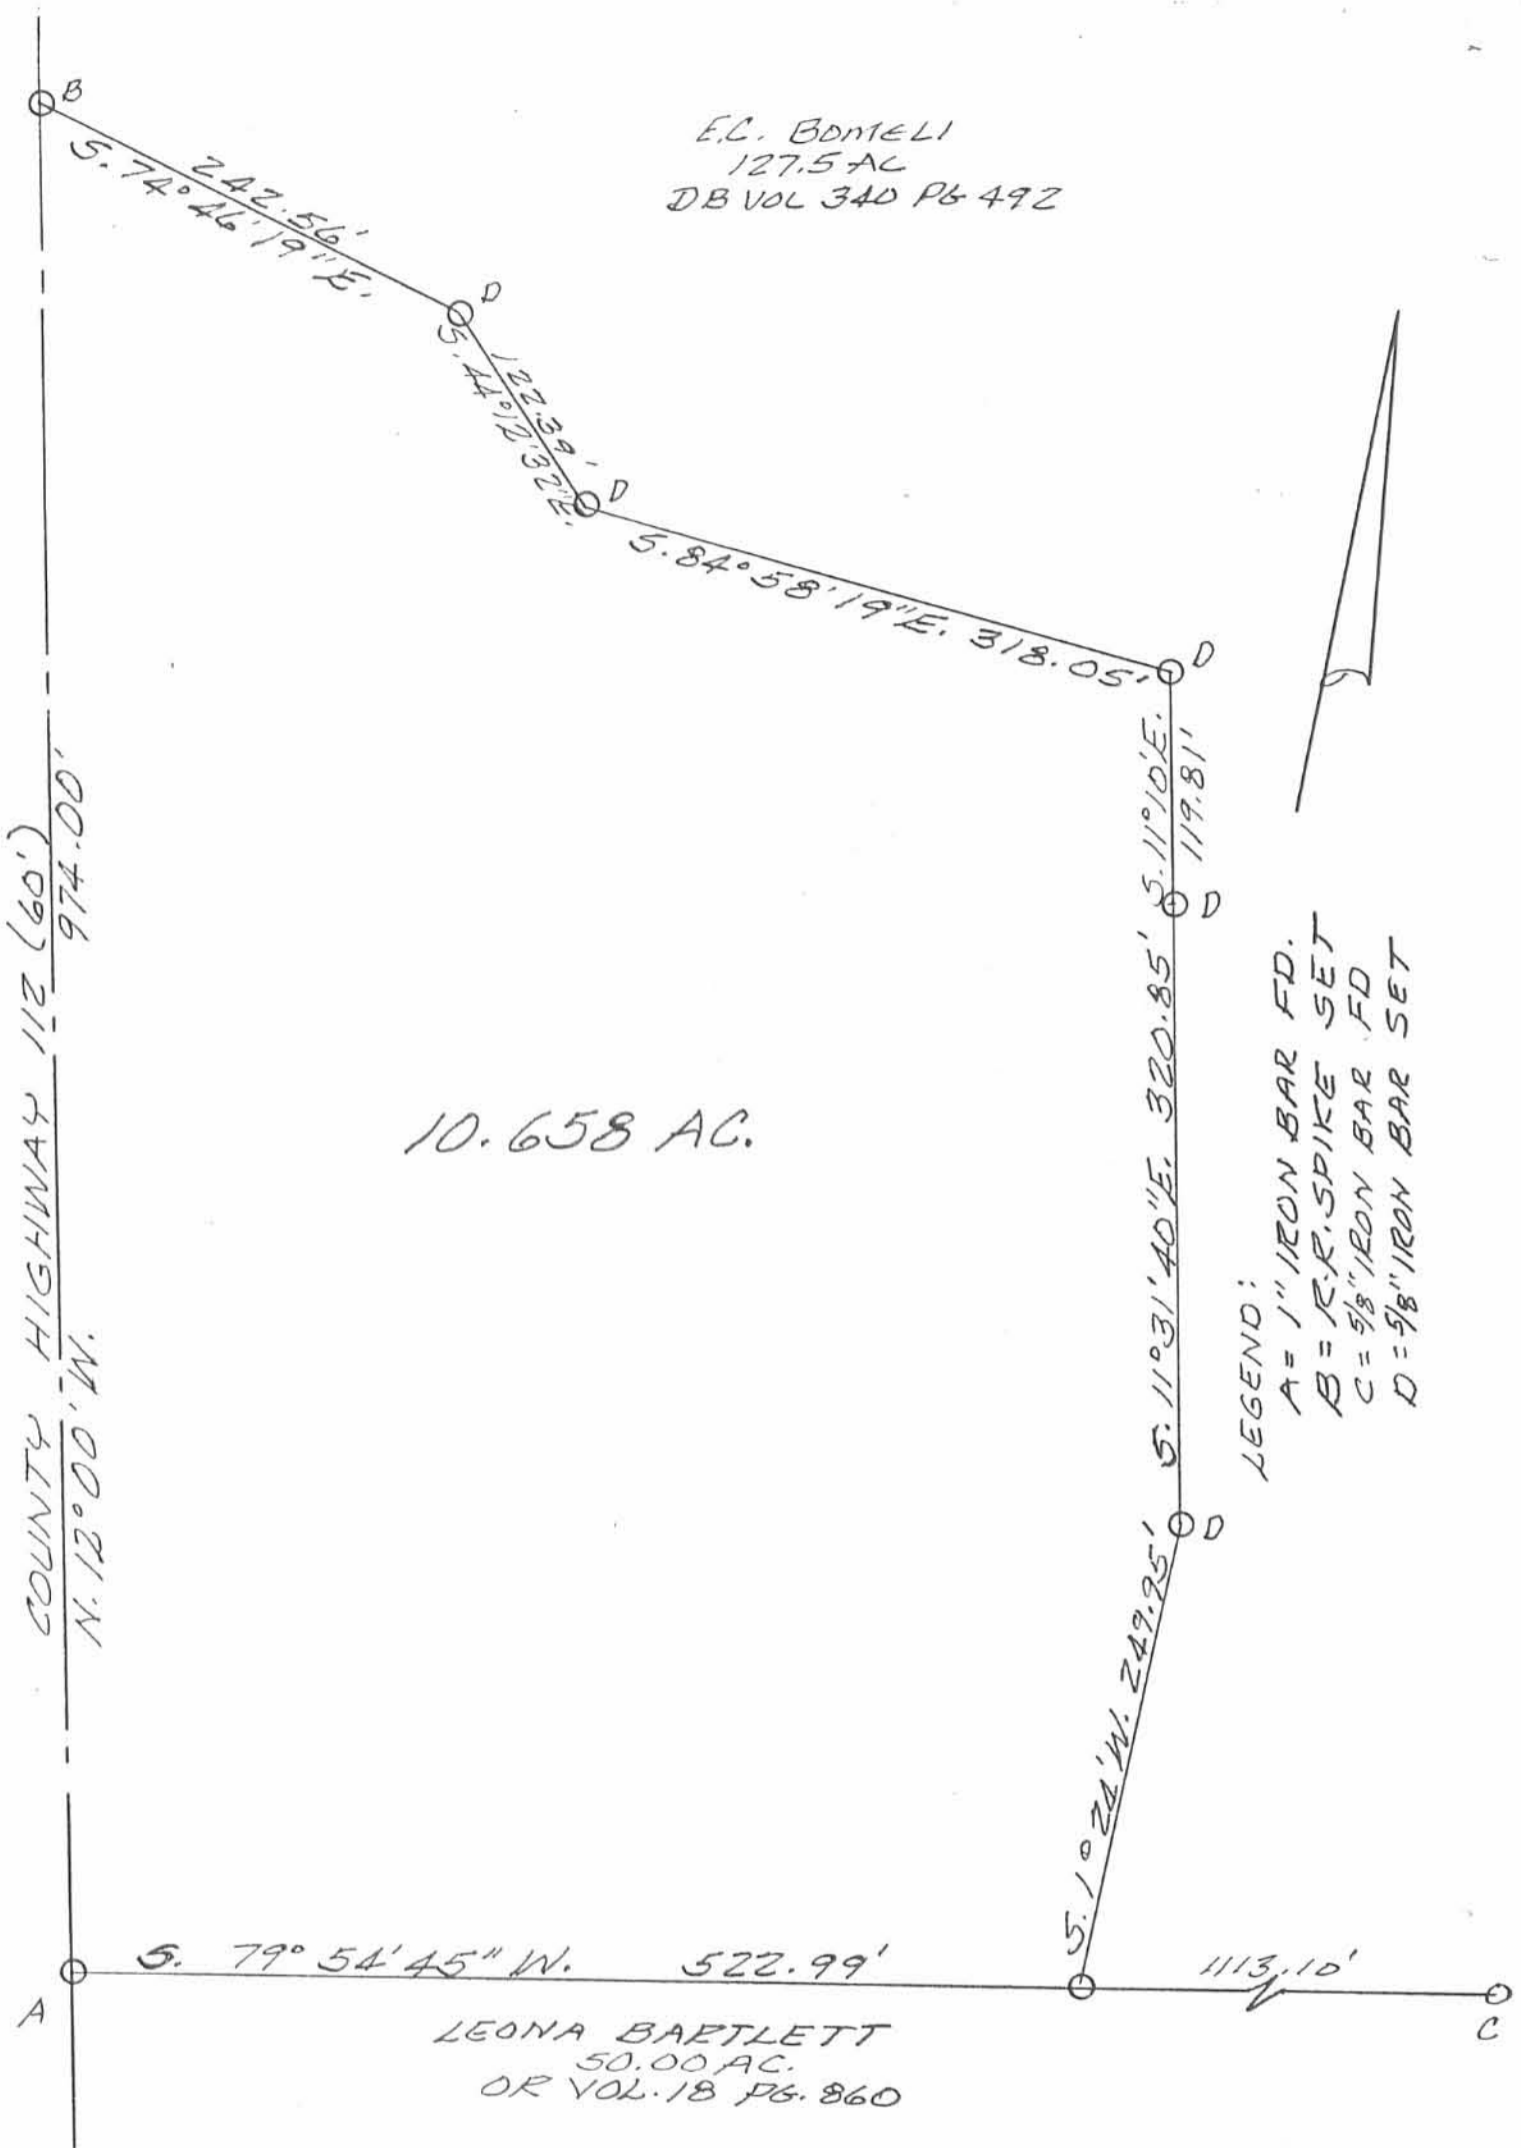 B
E.C. BOMELI
127.5 AC
DB VOL 340 PG 492
242.56'
S. 74° 46' 19" E.
D
122.39'
S. 44° 12' 32" E.
D
S. 84° 58' 19" E. 318.05'
D
S. 11° 10' E.
119.81'
D
COUNTY HIGHWAY 112 (60')
N. 12° 00' W. 974.00'
10.658 AC.
S. 11° 31' 40" E. 320.85'
LEGEND:
A = 1" IRON BAR FD.
B = R.R. SPIKE SET
C = 5/8" IRON BAR FD
D = 5/8" IRON BAR SET
D
S. 1° 24' W. 249.95'
S. 79° 54' 45" W. 522.99'
1113.10'
A
C
LEONA BARTLETT
50.00 AC.
OR VOL. 18 PG. 860